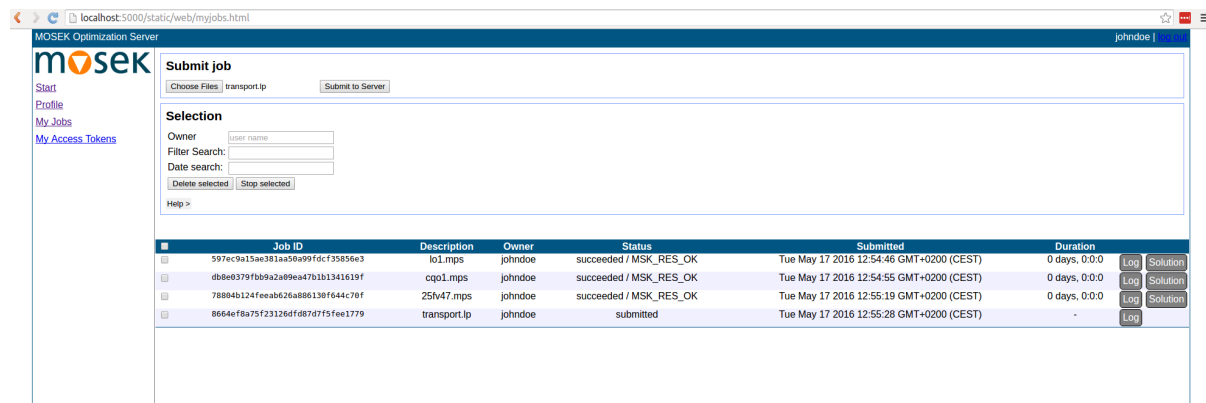 localhost:5000/static/web/myjobs.html
MOSEK Optimization Server johndoe | log out
mosek
Start
Profile
My Jobs
My Access Tokens
Submit job
Choose Files transport.lp Submit to Server
Selection
Owner user name
Filter Search:
Date search:
Delete selected Stop selected
Help >
Job ID Description Owner Status Submitted Duration
597ec9a15ae381aa50a99fdcf35856e3 lo1.mps johndoe succeeded / MSK_RES_OK Tue May 17 2016 12:54:46 GMT+0200 (CEST) 0 days, 0:0:0 Log Solution
db8e0379fbb9a2a09ea47b1b1341619f cqo1.mps johndoe succeeded / MSK_RES_OK Tue May 17 2016 12:54:55 GMT+0200 (CEST) 0 days, 0:0:0 Log Solution
78804b124feeab626a886130f644c70f 25fv47.mps johndoe succeeded / MSK_RES_OK Tue May 17 2016 12:55:19 GMT+0200 (CEST) 0 days, 0:0:0 Log Solution
8664ef8a75f23126dfd87d7f5fee1779 transport.lp johndoe submitted Tue May 17 2016 12:55:28 GMT+0200 (CEST) - Log